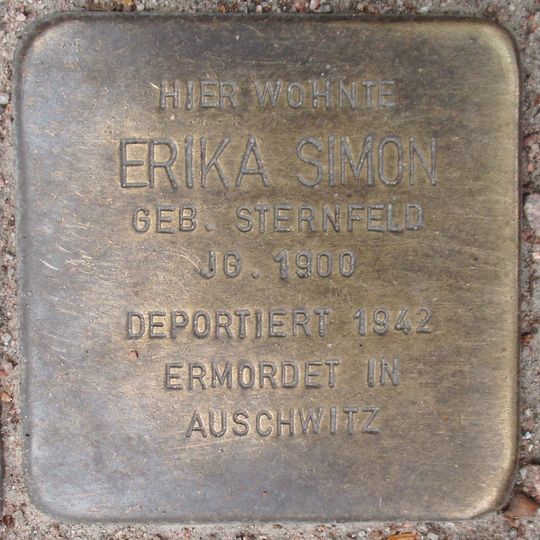 HIER WOHNTE
ERIKA SIMON
GEB. STERNFELD
JG. 1900
DEPORTIERT 1942
ERMORDET IN
AUSCHWITZ